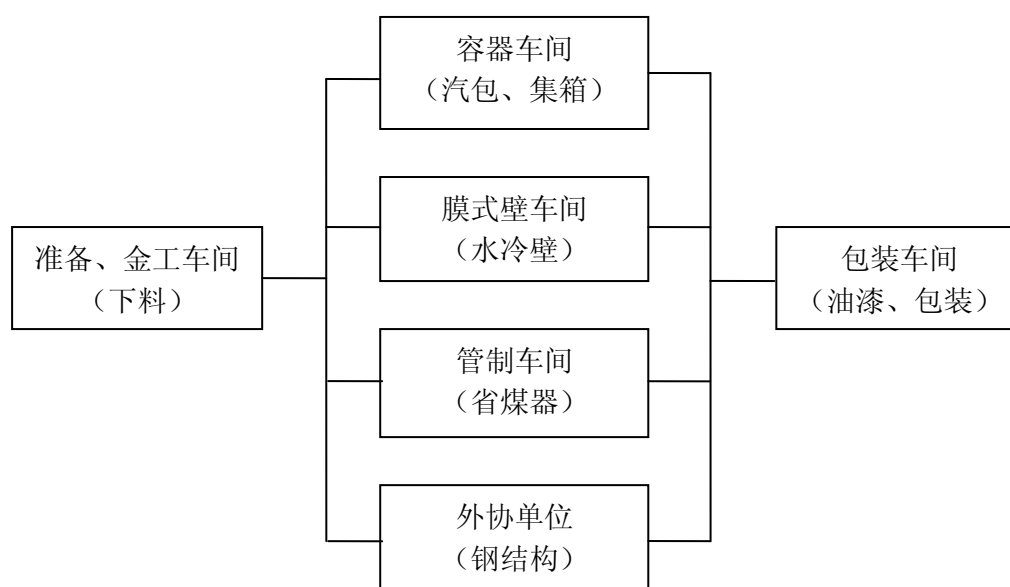 容器车间
（汽包、集箱）
膜式壁车间
（水冷壁）
准备、金工车间
（下料）
包装车间
（油漆、包装）
管制车间
（省煤器）
外协单位
（钢结构）